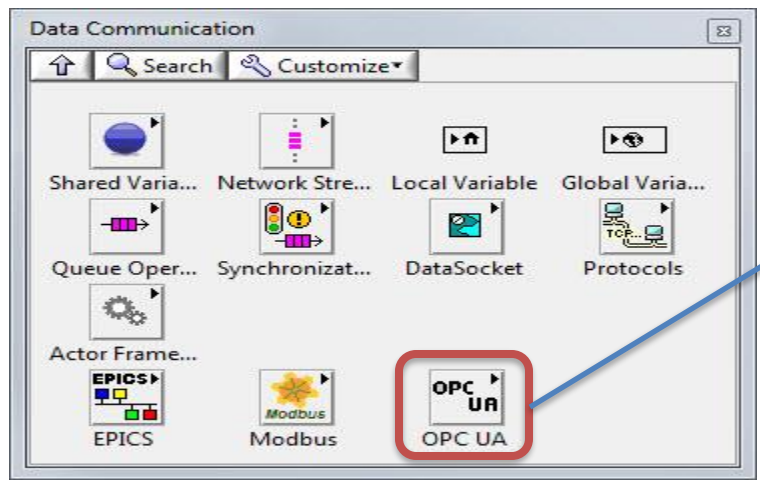 Data Communication
Search Customize
Shared Varia... Network Stre... Local Variable Global Varia...
TCP...
Queue Oper... Synchronizat... DataSocket Protocols
Actor Frame...
EPICS
Modbus
OPC UA
EPICS Modbus OPC UA